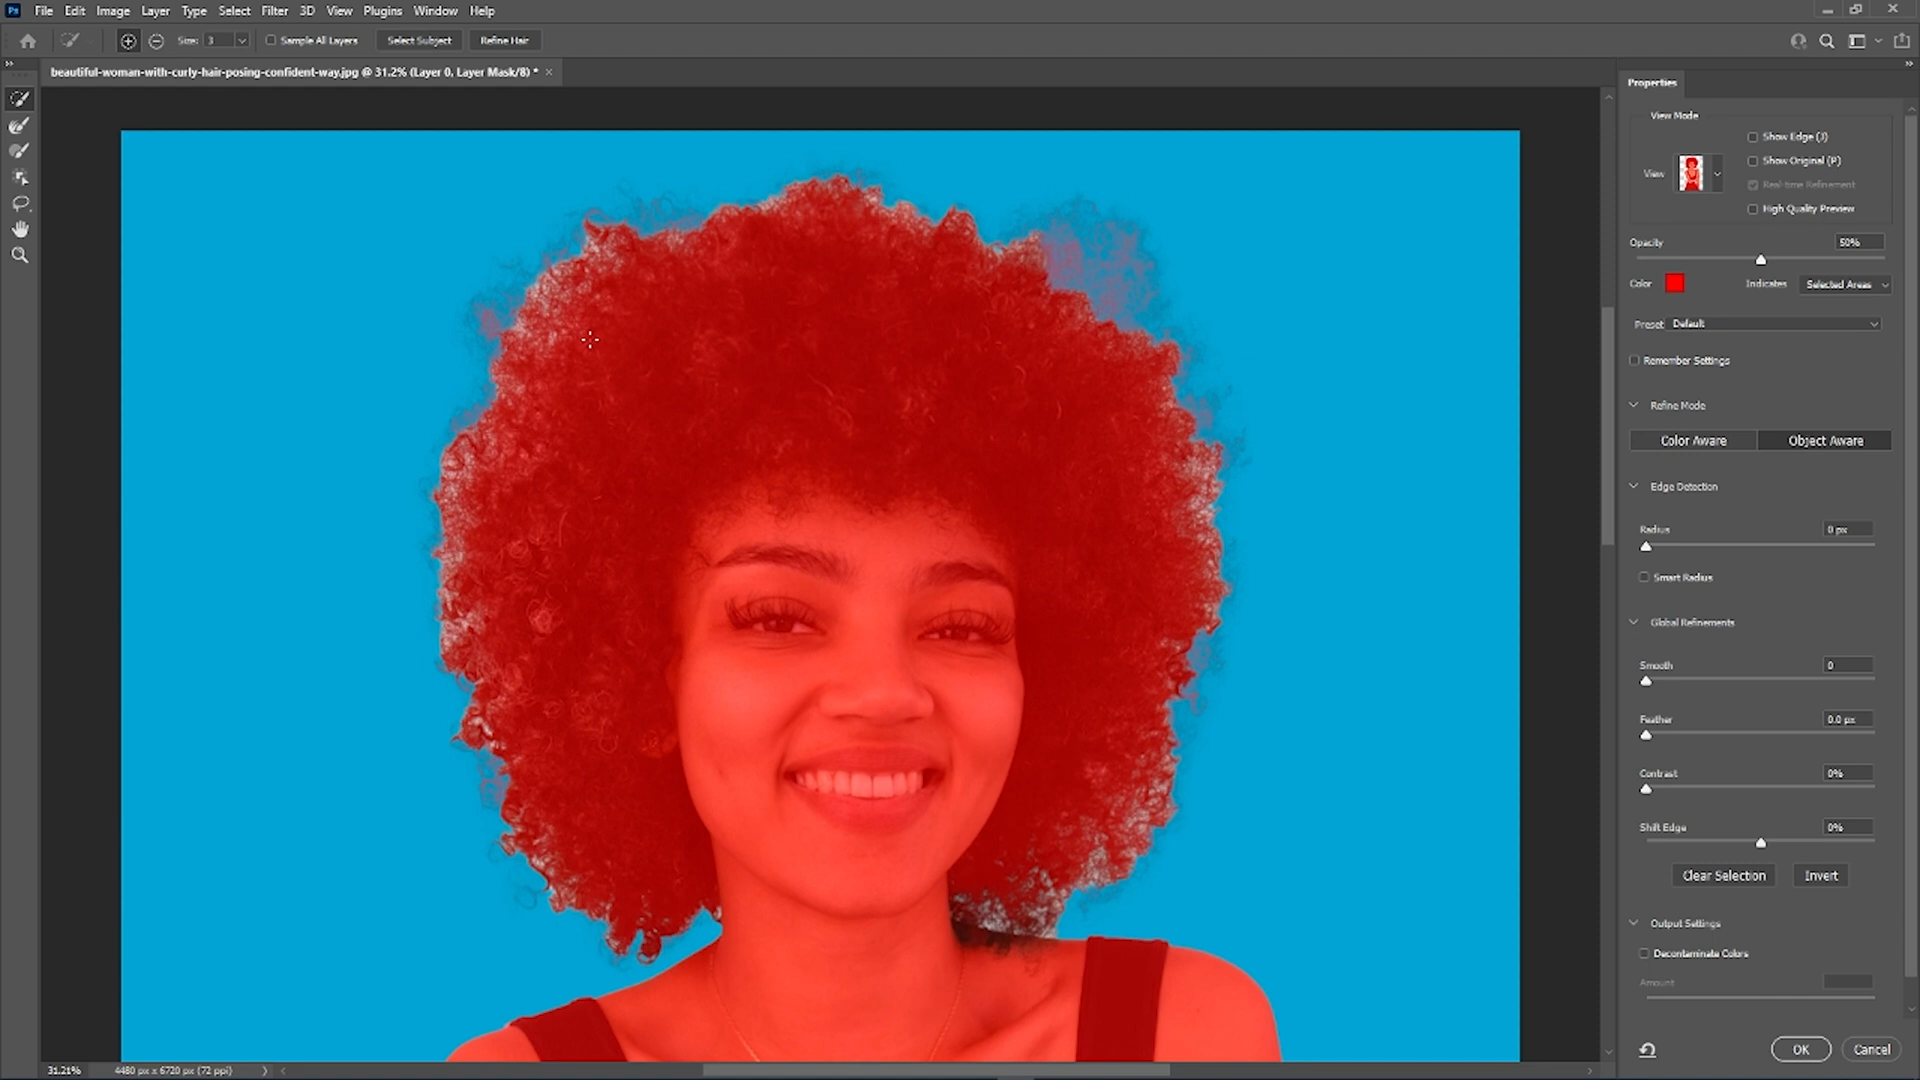 Ps File Edit Image Layer Type Select Filter 3D View Plugins Window Help
Size: 3 Sample All Layers Select Subject Refine Hair
beautiful-woman-with-curly-hair-posing-confident-way.jpg @ 31.2% (Layer 0, Layer Mask/8) *
Properties
View Mode
Show Edge (J)
Show Original (P)
View
Real-time Refinement
High Quality Preview
Opacity 50%
Color Indicates Selected Areas
Preset Default
Remember Settings
Refine Mode
Color Aware Object Aware
Edge Detection
Radius 0 px
Smart Radius
Global Refinements
Smooth 0
Feather 0.0 px
Contrast 0%
Shift Edge 0%
Clear Selection Invert
Output Settings
Decontaminate Colors
Amount
OK Cancel
31.21% 4480 px x 6720 px (72 ppi)